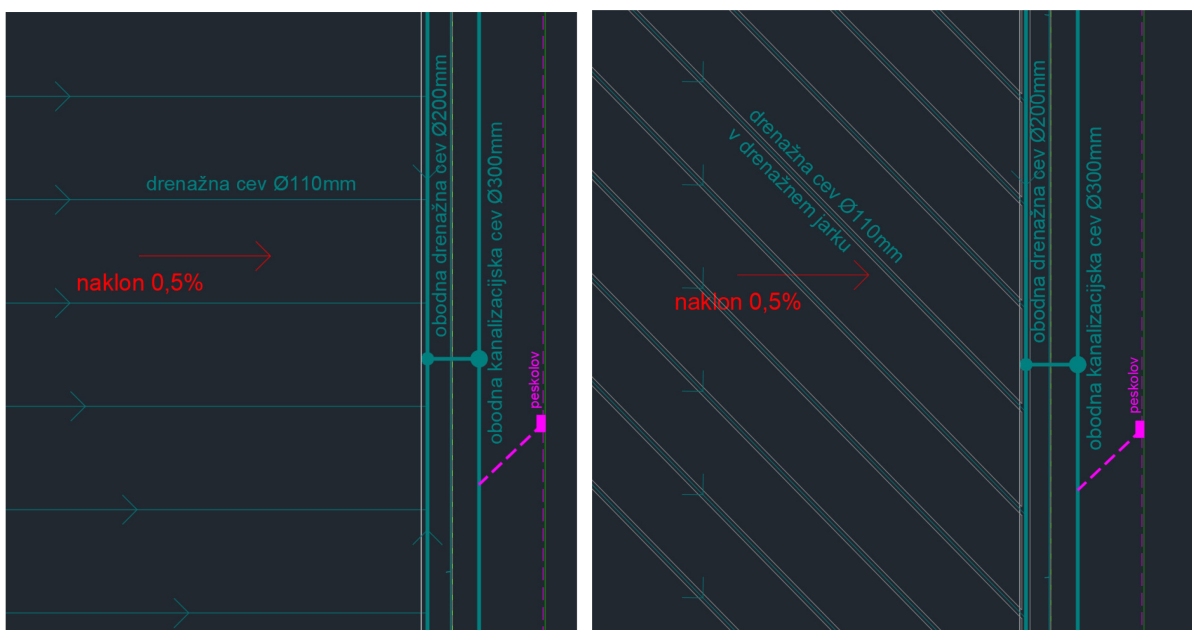 drenažna cev Ø110mm
naklon 0,5%
obodna drenažna cev Ø200mm
obodna kanalizacijska cev Ø300mm
peskolov
drenažna cev Ø110mm
v drenažnem jarku
naklon 0,5%
obodna drenažna cev Ø200mm
obodna kanalizacijska cev Ø300mm
peskolov